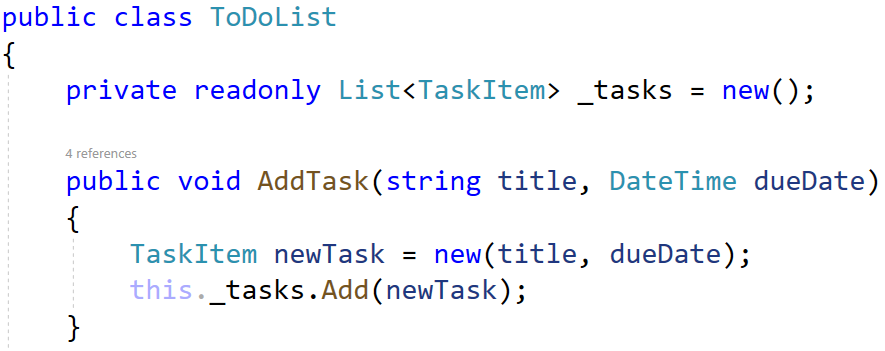 public class ToDoList
{
    private readonly List<TaskItem> _tasks = new();
    4 references
    public void AddTask(string title, DateTime dueDate)
    {
        TaskItem newTask = new(title, dueDate);
        this._tasks.Add(newTask);
    }